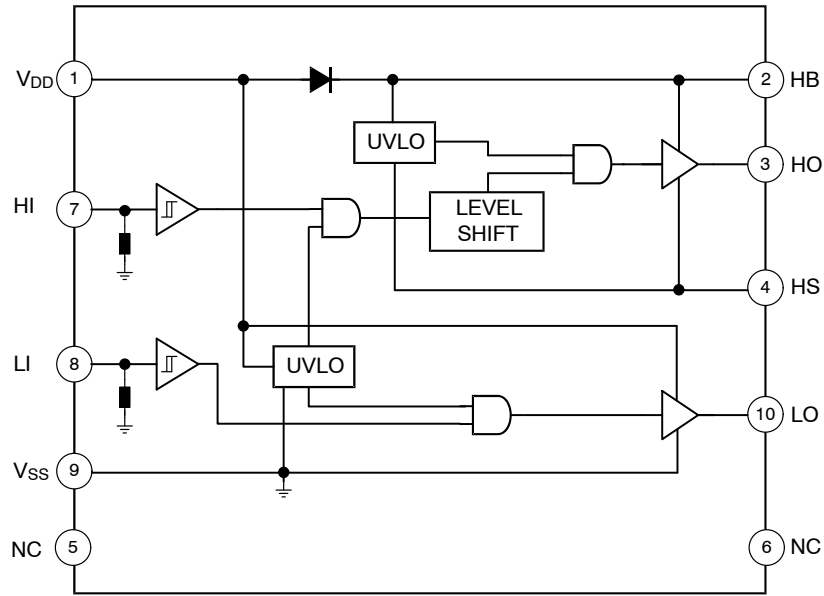 VDD 1
2 HB
UVLO
3 HO
HI 7
LEVEL
SHIFT
4 HS
LI 8
UVLO
10 LO
VSS 9
NC 5
6 NC